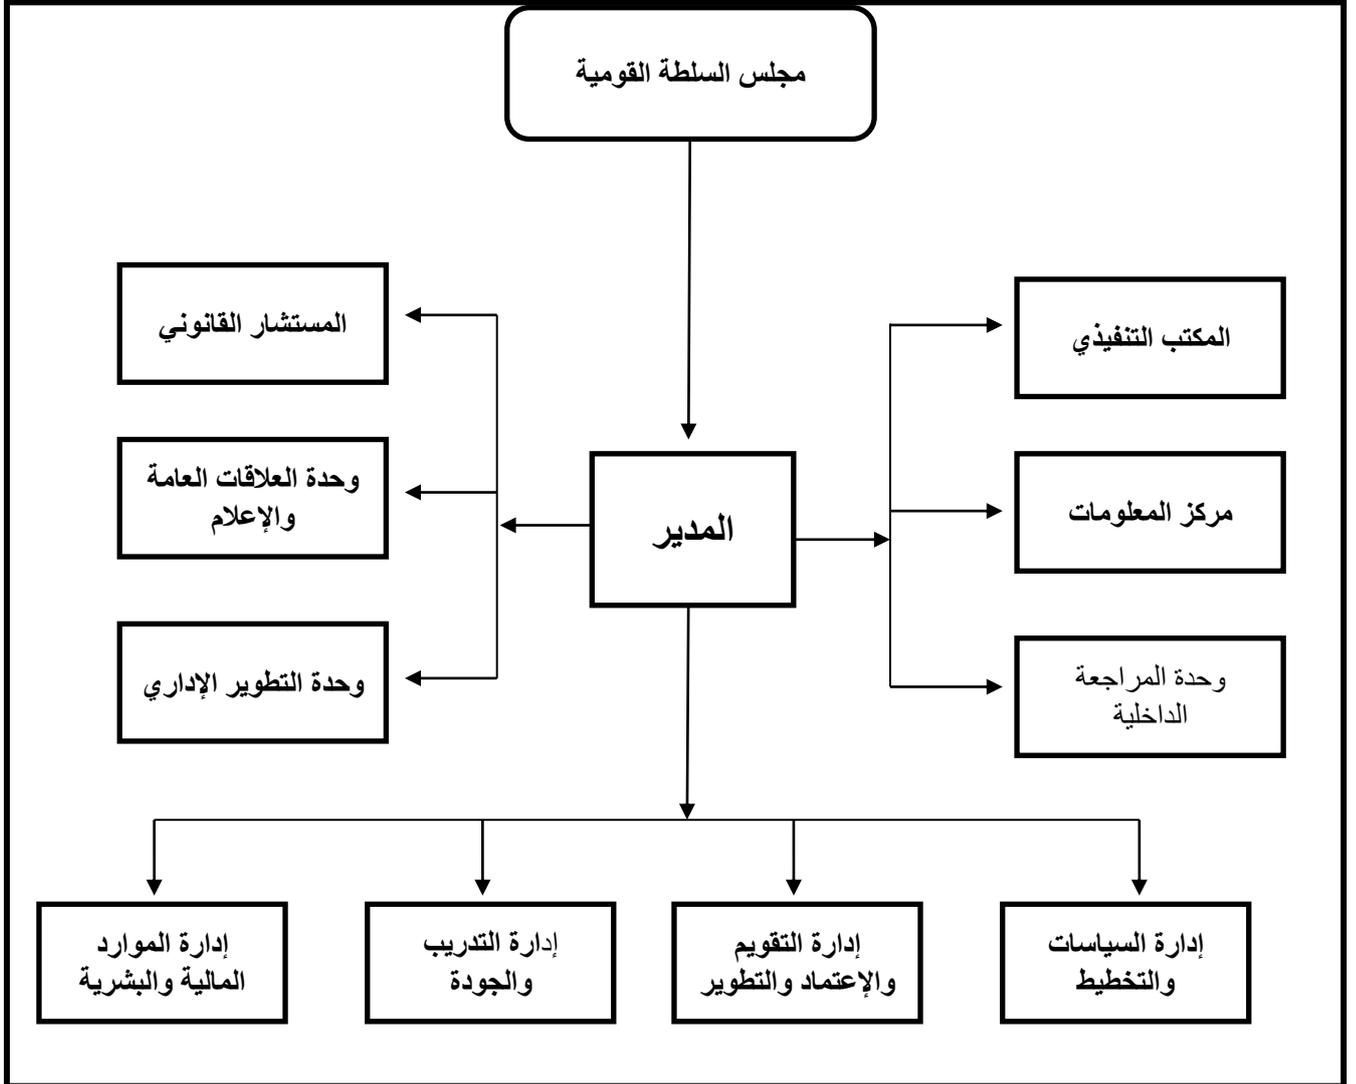 مجلس السلطة القومية
المكتب التنفيذي
المستشار القانوني
مركز المعلومات
المدير
وحدة العلاقات العامة
والإعلام
وحدة المراجعة
الداخلية
وحدة التطوير الإداري
إدارة السياسات
والتخطيط
إدارة التقويم
والإعتماد والتطوير
إدارة التدريب
والجودة
إدارة الموارد
المالية والبشرية